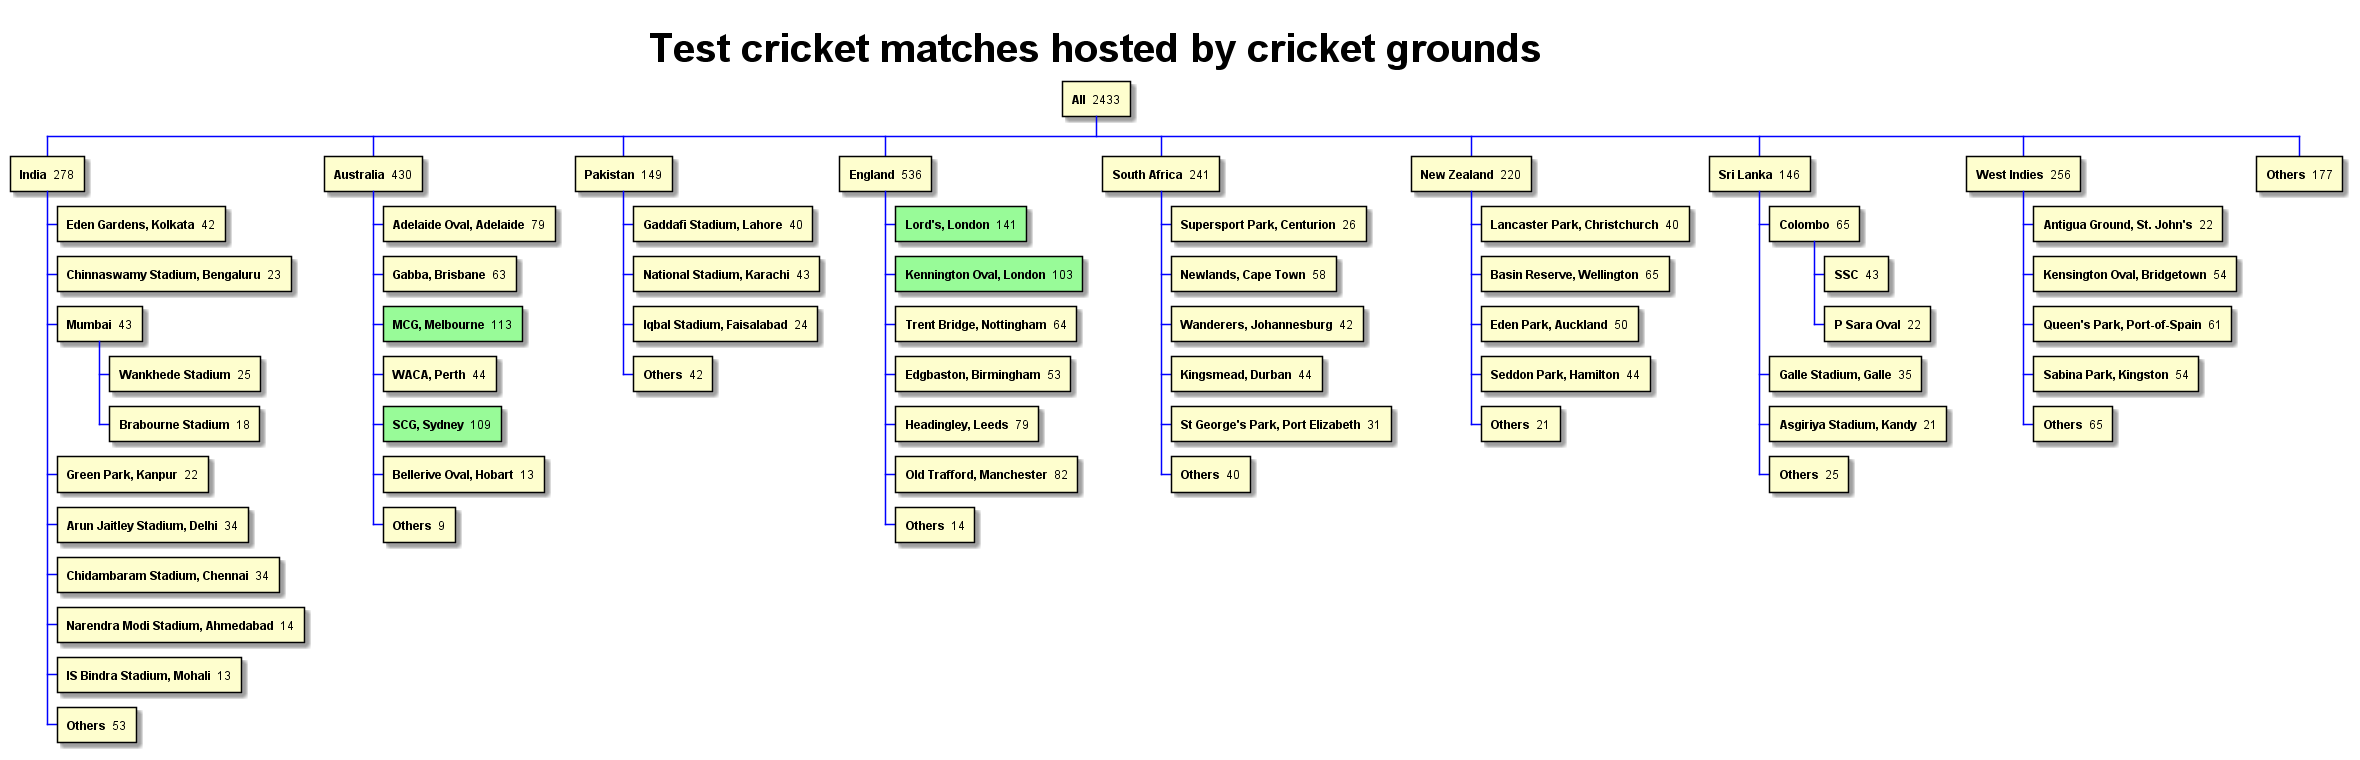 Test cricket matches hosted by cricket grounds
All 2433
India 278
Eden Gardens, Kolkata 42
Chinnaswamy Stadium, Bengaluru 23
Mumbai 43
Wankhede Stadium 25
Brabourne Stadium 18
Green Park, Kanpur 22
Arun Jaitley Stadium, Delhi 34
Chidambaram Stadium, Chennai 34
Narendra Modi Stadium, Ahmedabad 14
IS Bindra Stadium, Mohali 13
Others 53
Australia 430
Adelaide Oval, Adelaide 79
Gabba, Brisbane 63
MCG, Melbourne 113
WACA, Perth 44
SCG, Sydney 109
Bellerive Oval, Hobart 13
Others 9
Pakistan 149
Gaddafi Stadium, Lahore 40
National Stadium, Karachi 43
Iqbal Stadium, Faisalabad 24
Others 42
England 536
Lord's, London 141
Kennington Oval, London 103
Trent Bridge, Nottingham 64
Edgbaston, Birmingham 53
Headingley, Leeds 79
Old Trafford, Manchester 82
Others 14
South Africa 241
Supersport Park, Centurion 26
Newlands, Cape Town 58
Wanderers, Johannesburg 42
Kingsmead, Durban 44
St George's Park, Port Elizabeth 31
Others 40
New Zealand 220
Lancaster Park, Christchurch 40
Basin Reserve, Wellington 65
Eden Park, Auckland 50
Seddon Park, Hamilton 44
Others 21
Sri Lanka 146
Colombo 65
SSC 43
P Sara Oval 22
Galle Stadium, Galle 35
Asgiriya Stadium, Kandy 21
Others 25
West Indies 256
Antigua Ground, St. John's 22
Kensington Oval, Bridgetown 54
Queen's Park, Port-of-Spain 61
Sabina Park, Kingston 54
Others 65
Others 177